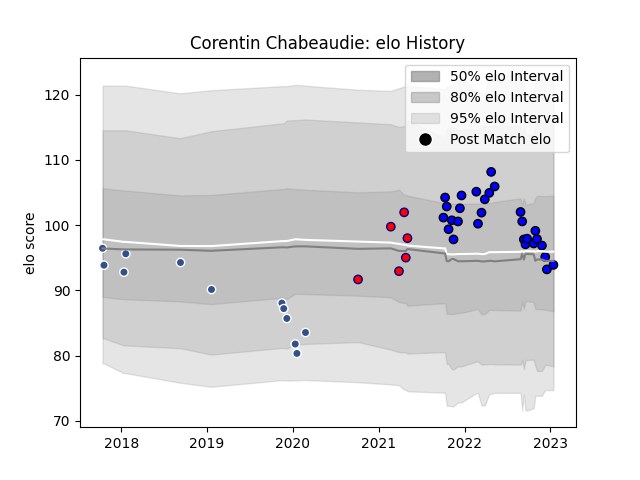 Corentin Chabeaudie: elo History
50% elo Interval
80% elo Interval
95% elo Interval
Post Match elo
elo score
120
110
100
90
80
70
2018
2019
2020
2021
2022
2023